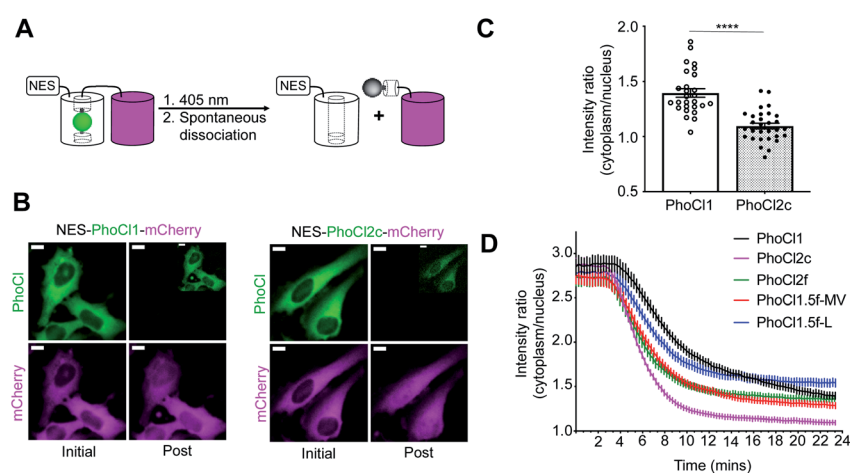 A
NES
1. 405 nm
2. Spontaneous
dissociation
NES
+
B
NES-PhoCl1-mCherry
NES-PhoCl2c-mCherry
PhoCl
mCherry
Initial
Post
PhoCl
mCherry
Initial
Post
C
****
Intensity ratio
(cytoplasm/nucleus)
2.0
1.5
1.0
0.5
PhoCl1
PhoCl2c
D
Intensity ratio
(cytoplasm/nucleus)
3.0
2.5
2.0
1.5
1.0
PhoCl1
PhoCl2c
PhoCl2f
PhoCl1.5f-MV
PhoCl1.5f-L
2 4 6 8 10 12 14 16 18 20 22 24
Time (mins)